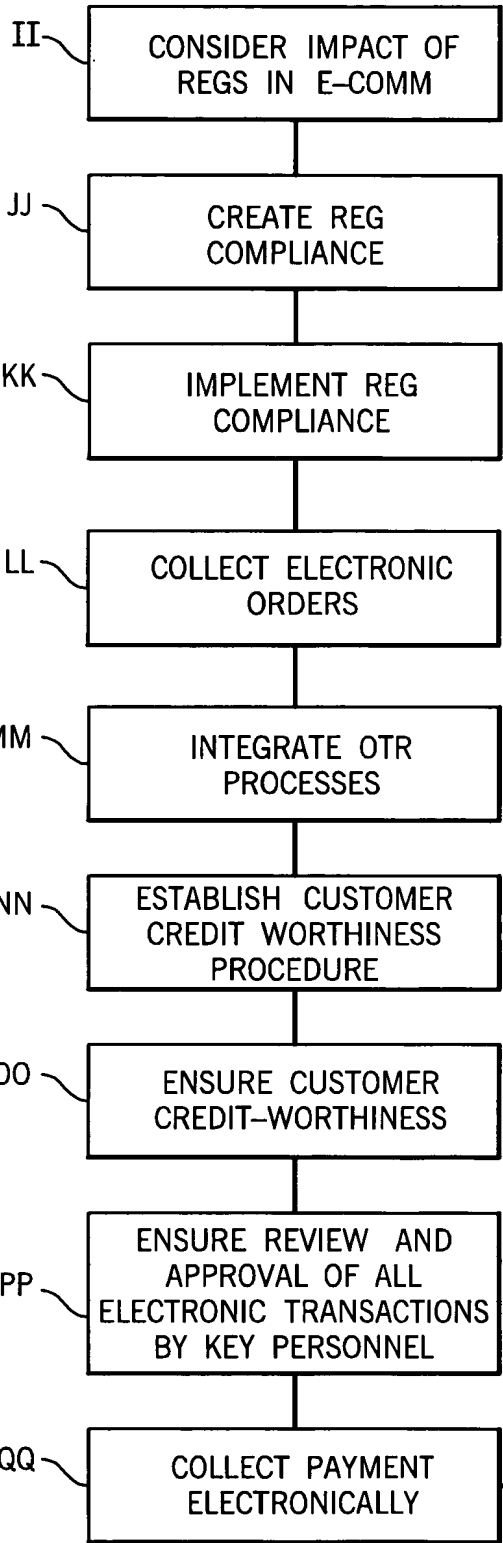 II
CONSIDER IMPACT OF
REGS IN E-COMM
JJ
CREATE REG
COMPLIANCE
KK
IMPLEMENT REG
COMPLIANCE
LL
COLLECT ELECTRONIC
ORDERS
MM
INTEGRATE OTR
PROCESSES
NN
ESTABLISH CUSTOMER
CREDIT WORTHINESS
PROCEDURE
OO
ENSURE CUSTOMER
CREDIT-WORTHINESS
PP
ENSURE REVIEW AND
APPROVAL OF ALL
ELECTRONIC TRANSACTIONS
BY KEY PERSONNEL
QQ
COLLECT PAYMENT
ELECTRONICALLY